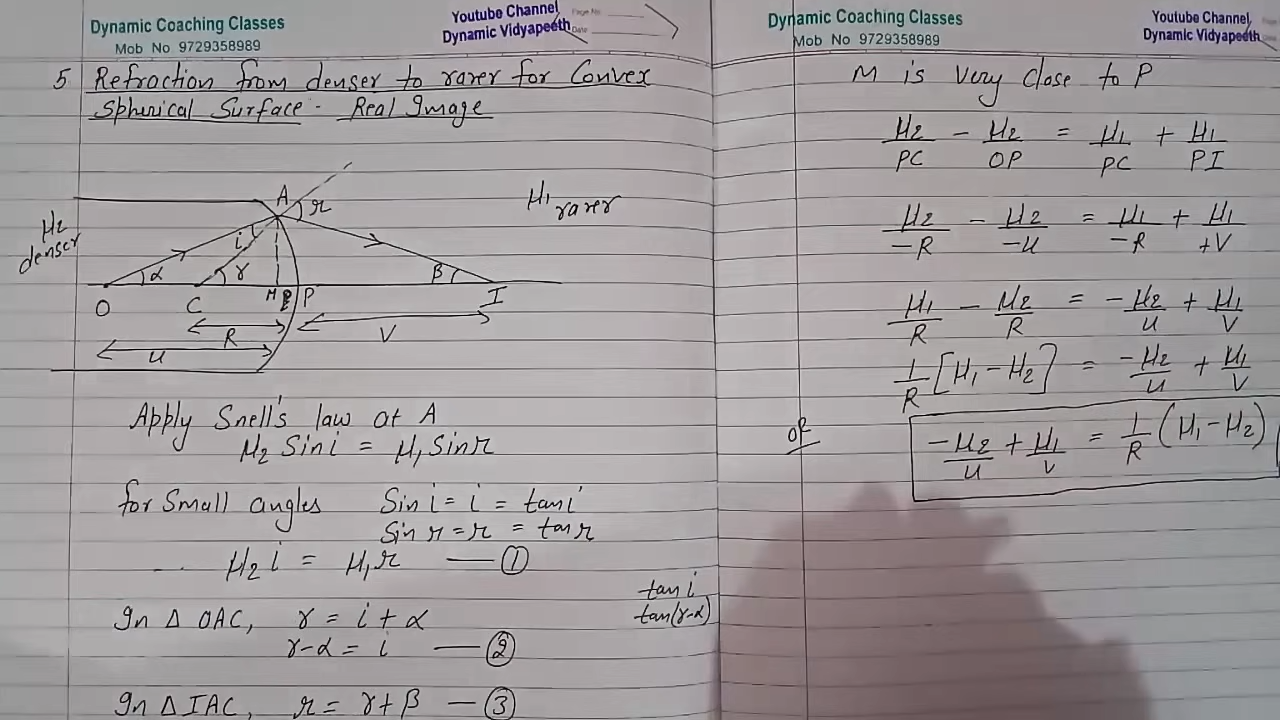 Dynamic Coaching Classes
Mob No 9729358989
Youtube Channel
Dynamic Vidyapeeth
Page No.
Date
5 Refraction from denser to rarer for Convex
Spherical Surface - Real Image
A
r
μ2
denser
μ1 rarer
i
α
γ
β
O
C
M
P
I
R
V
u
Apply Snell's law at A
μ2 Sin i = μ1 Sin r
for Small angles Sin i = i = tan i
Sin r = r = tan r
μ2 i = μ1 r — ①
In Δ OAC, γ = i + α
γ-α = i — ②
tan i
tan(γ-α)
In Δ IAC, r = γ + β — ③
Dynamic Coaching Classes
Mob No 9729358989
Youtube Channel
Dynamic Vidyapeeth
M is very close to P
μ2/PC - μ2/OP = μ1/PC + μ1/PI
μ2/-R - μ2/-u = μ1/-R + μ1/+V
μ1/R - μ2/R = -μ2/u + μ1/V
1/R [μ1 - μ2] = -μ2/u + μ1/V
OR
-μ2/u + μ1/V = 1/R (μ1 - μ2)